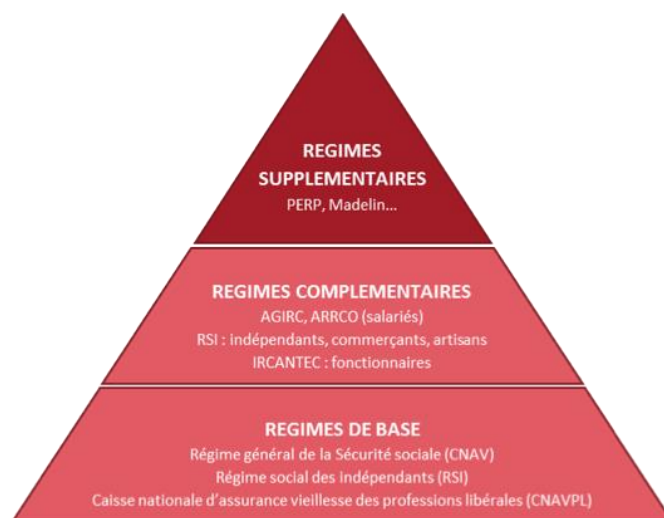 REGIMES
SUPPLEMENTAIRES
PERP, Madelin...
REGIMES COMPLEMENTAIRES
AGIRC, ARRCO (salariés)
RSI : indépendants, commerçants, artisans
IRCANTEC : fonctionnaires
REGIMES DE BASE
Régime général de la Sécurité sociale (CNAV)
Régime social des indépendants (RSI)
Caisse nationale d'assurance vieillesse des professions libérales (CNAVPL)